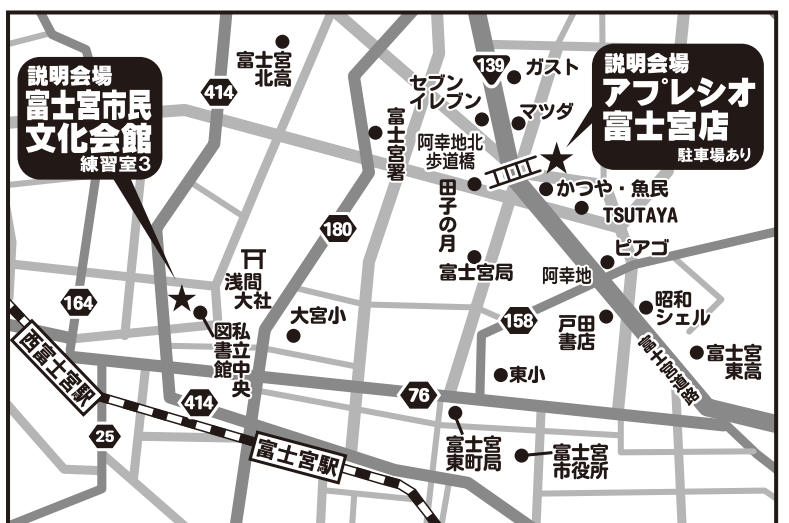 説明会場
富士宮市民
文化会館
練習室3
説明会場
アプレシオ
富士宮店
駐車場あり
富士宮
北高
414
139
ガスト
セブン
イレブン
マツダ
富士宮署
阿幸地北
歩道橋
かつや・魚民
TSUTAYA
田子の月
180
ピアゴ
富士宮局
阿幸地
浅間
大社
164
大宮小
158
昭和
シェル
戸田
書店
私立中央
図書館
富士宮道路
富士宮
東高
西富士宮駅
東小
76
414
25
富士宮駅
富士宮
東町局
富士宮
市役所